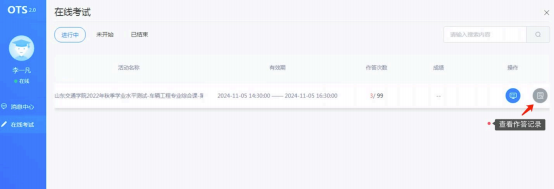 OTS 2.0
在线考试
×
进行中
未开始
已结束
请输入搜索内容
李一凡
在线
活动名称
有效期
作答次数
成绩
操作
山东交通学院2022年秋季学业水平测试-车辆工程专业综合课-李
2024-11-05 14:30:00 —— 2024-11-05 16:30:00
1/ 99
--
消息中心
在线考试
* 查看作答记录